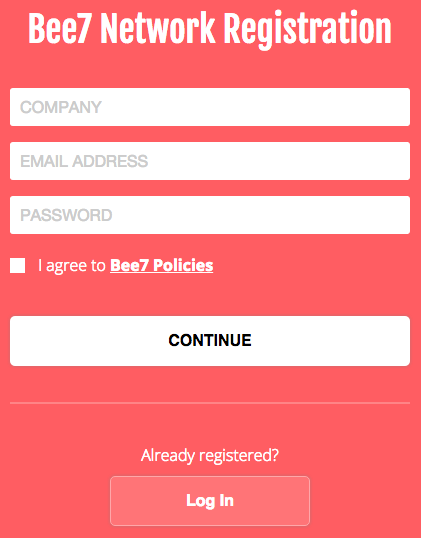 Bee7 Network Registration
COMPANY
EMAIL ADDRESS
PASSWORD
I agree to Bee7 Policies
CONTINUE
Already registered?
Log In